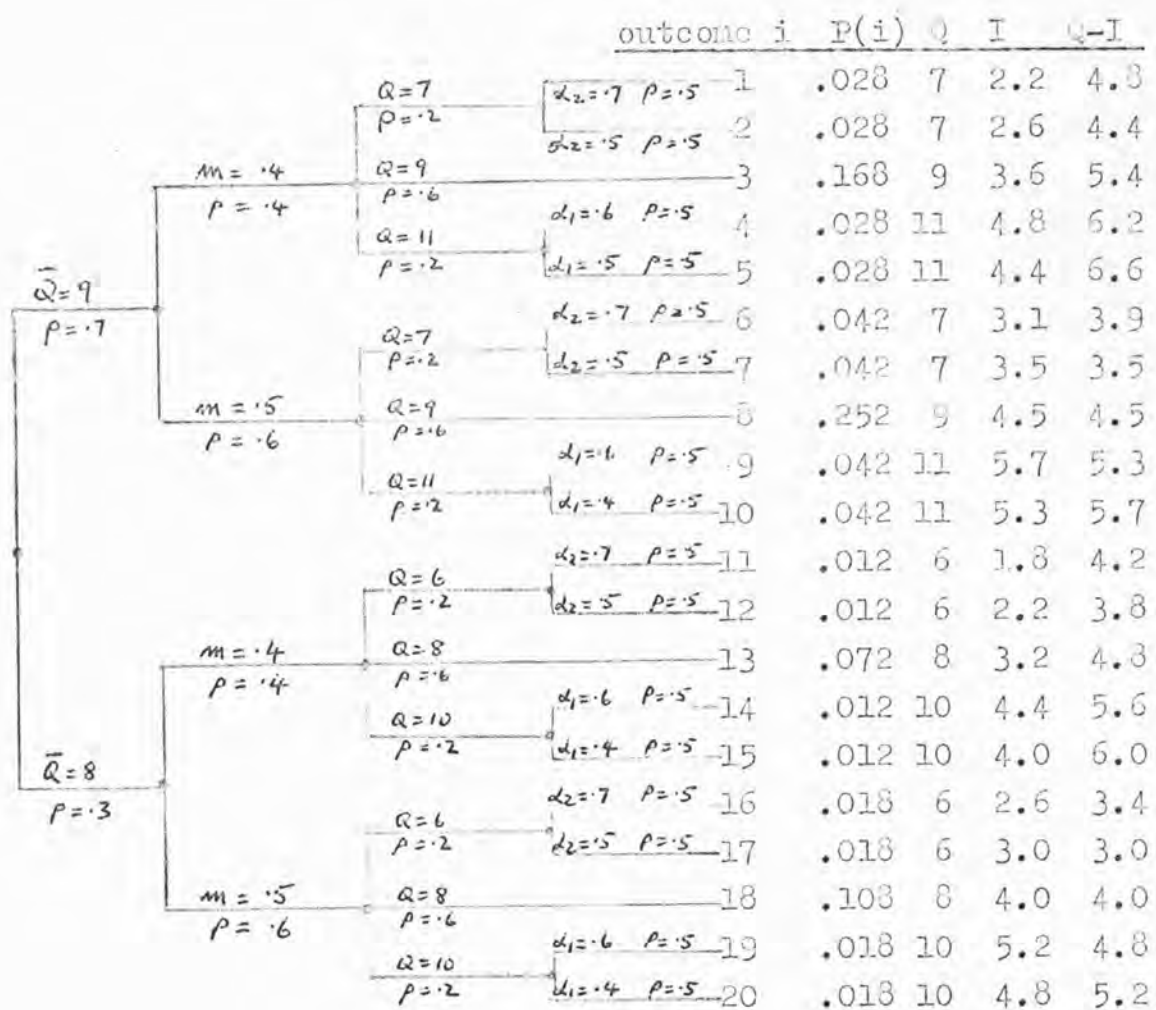 outcome i P(i) Q I Q-I
Q=7 α₂=·7 P=·5 1 .028 7 2.2 4.8
P=·2
α₂=·5 P=·5 2 .028 7 2.6 4.4
m = ·4 Q=9 3 .168 9 3.6 5.4
P = ·4 P=·6
α₁=·6 P=·5 4 .028 11 4.8 6.2
Q=11
P=·2 α₁=·5 P=·5 5 .028 11 4.4 6.6
Q̄=9 α₂=·7 P=·5 6 .042 7 3.1 3.9
P=·7 Q=7
P=·2 α₂=·5 P=·5 7 .042 7 3.5 3.5
m = ·5 Q=9 8 .252 9 4.5 4.5
P = ·6 P=·6
P=·5 9 .042 11 5.7 5.3
Q=11
P=·2 α₁=·4 P=·5 10 .042 11 5.3 5.7
α₂=·7 P=·5 11 .012 6 1.8 4.2
Q=6
P=·2 α₂=·5 P=·5 12 .012 6 2.2 3.8
m = ·4 Q=8 13 .072 8 3.2 4.8
P = ·4 P=·6
α₁=·6 P=·5 14 .012 10 4.4 5.6
Q=10
P=·2 α₁=·4 P=·5 15 .012 10 4.0 6.0
Q̄=8 α₂=·7 P=·5 16 .018 6 2.6 3.4
P=·3 Q=6
P=·2 α₂=·5 P=·5 17 .018 6 3.0 3.0
m = ·5 Q=8 18 .108 8 4.0 4.0
P = ·6 P=·6
α₁=·6 P=·5 19 .018 10 5.2 4.8
Q=10
P=·2 α₁=·4 P=·5 20 .018 10 4.8 5.2